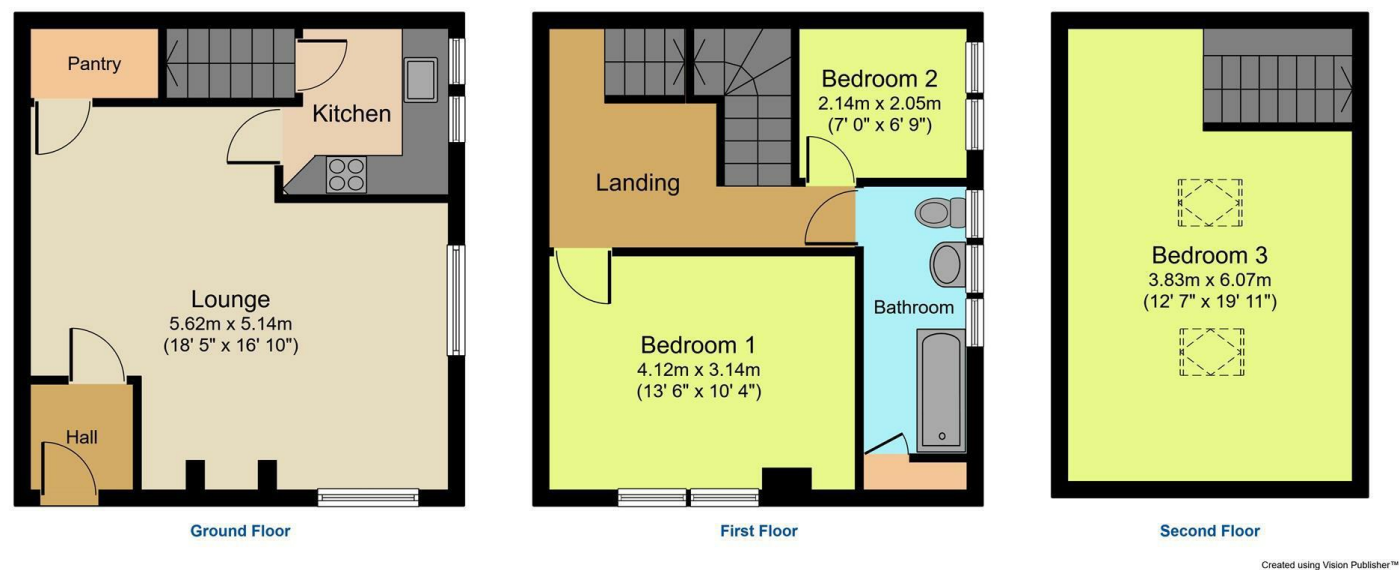 Pantry
Kitchen
Lounge
5.62m x 5.14m
(18' 5" x 16' 10")
Hall
Ground Floor
Bedroom 2
2.14m x 2.05m
(7' 0" x 6' 9")
Landing
Bathroom
Bedroom 1
4.12m x 3.14m
(13' 6" x 10' 4")
First Floor
Bedroom 3
3.83m x 6.07m
(12' 7" x 19' 11")
Second Floor
Created using Vision Publisher™